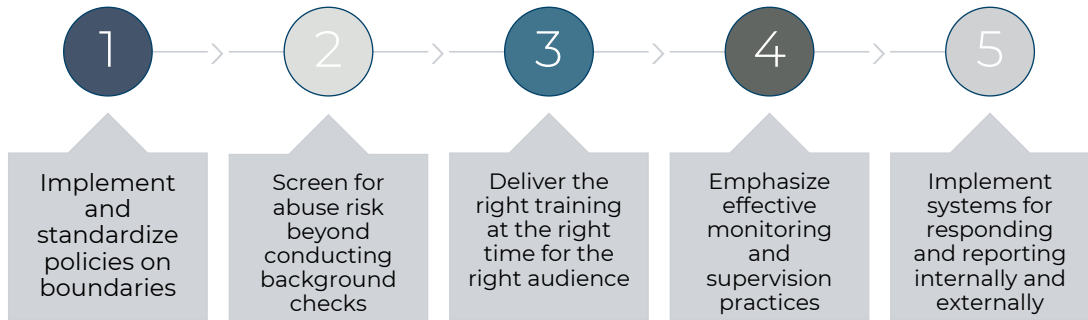 1
2
3
4
5
Implement
and
standardize
policies on
boundaries
Screen for
abuse risk
beyond
conducting
background
checks
Deliver the
right training
at the right
time for the
right audience
Emphasize
effective
monitoring
and
supervision
practices
Implement
systems for
responding
and reporting
internally and
externally